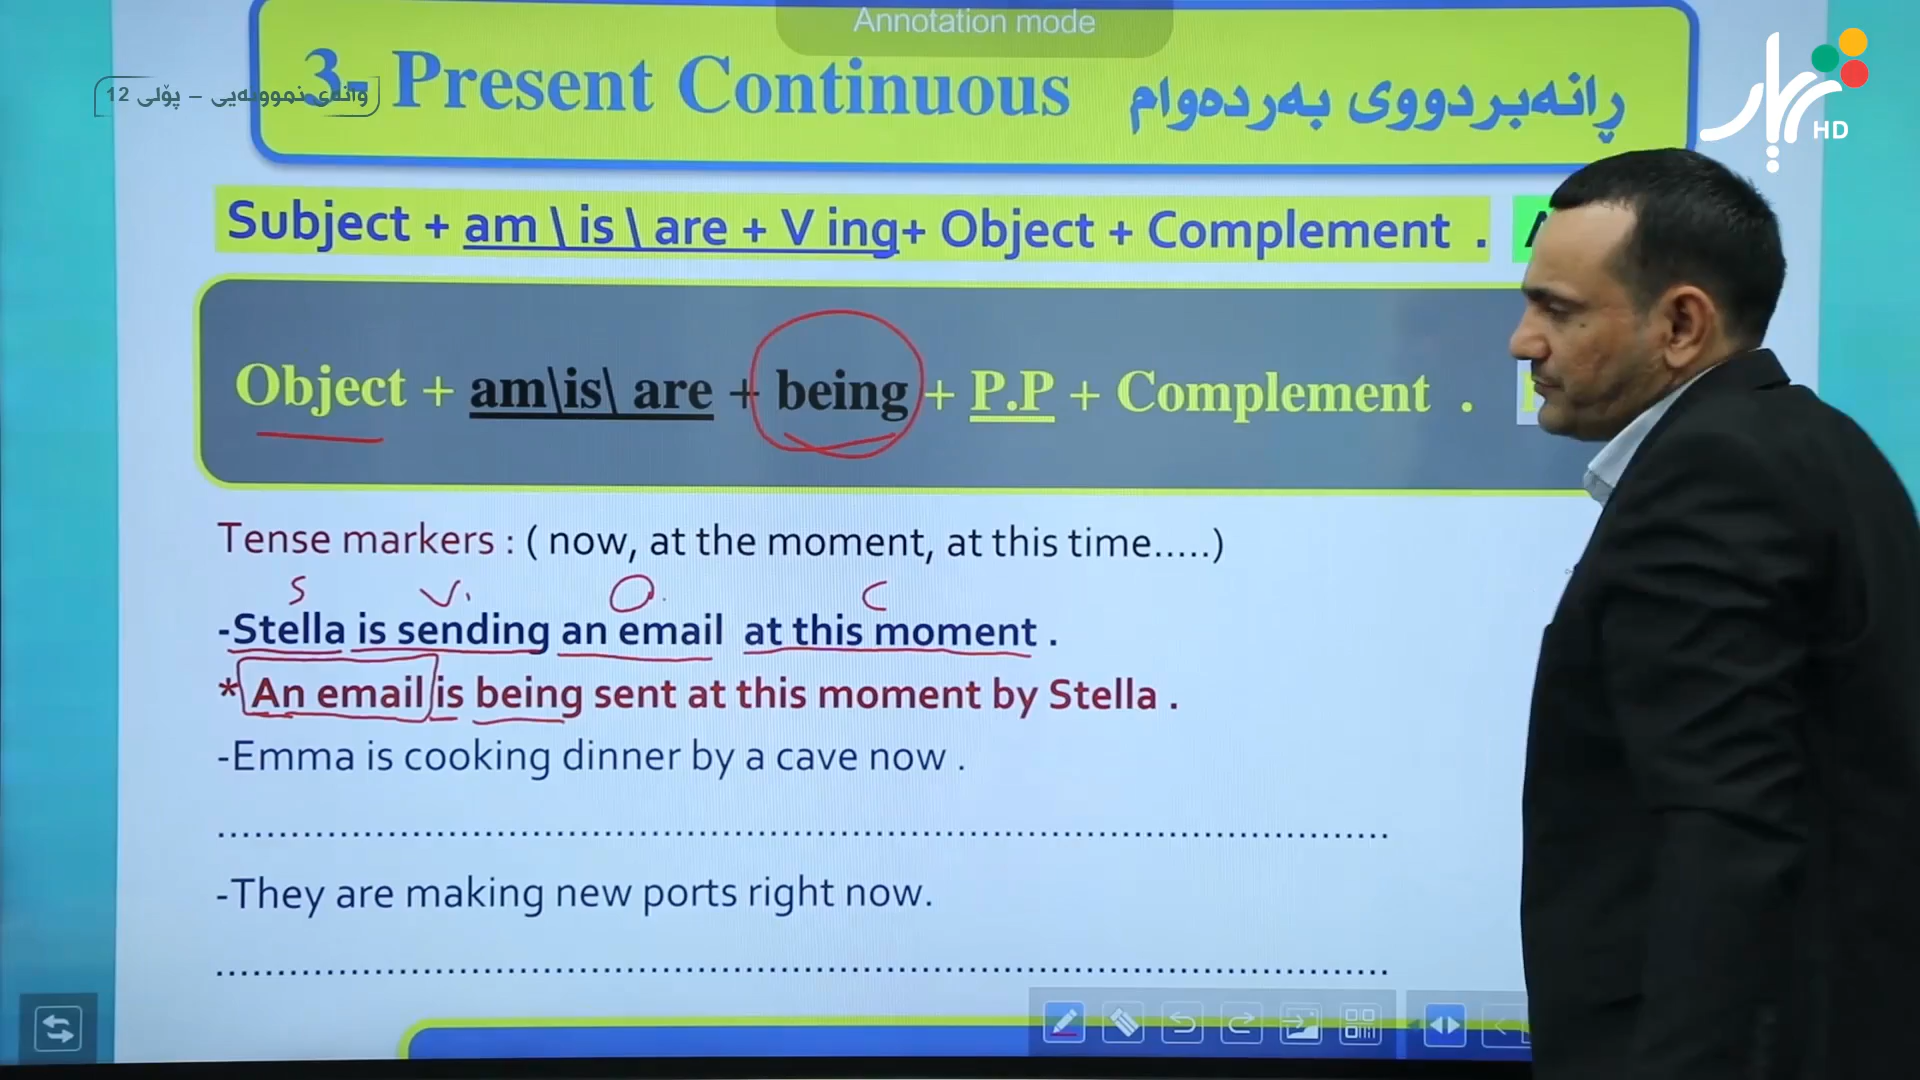 Annotation mode
3- Present Continuous ڕانەبردووی بەردەوام
وانەی نموونەیی – پۆلی 12
HD
Subject + am \ is \ are + V ing+ Object + Complement .
Object + am\is\ are + being + P.P + Complement .
Tense markers : ( now, at the moment, at this time.....)
S V. O. C
-Stella is sending an email at this moment .
* An email is being sent at this moment by Stella .
-Emma is cooking dinner by a cave now .
-They are making new ports right now.